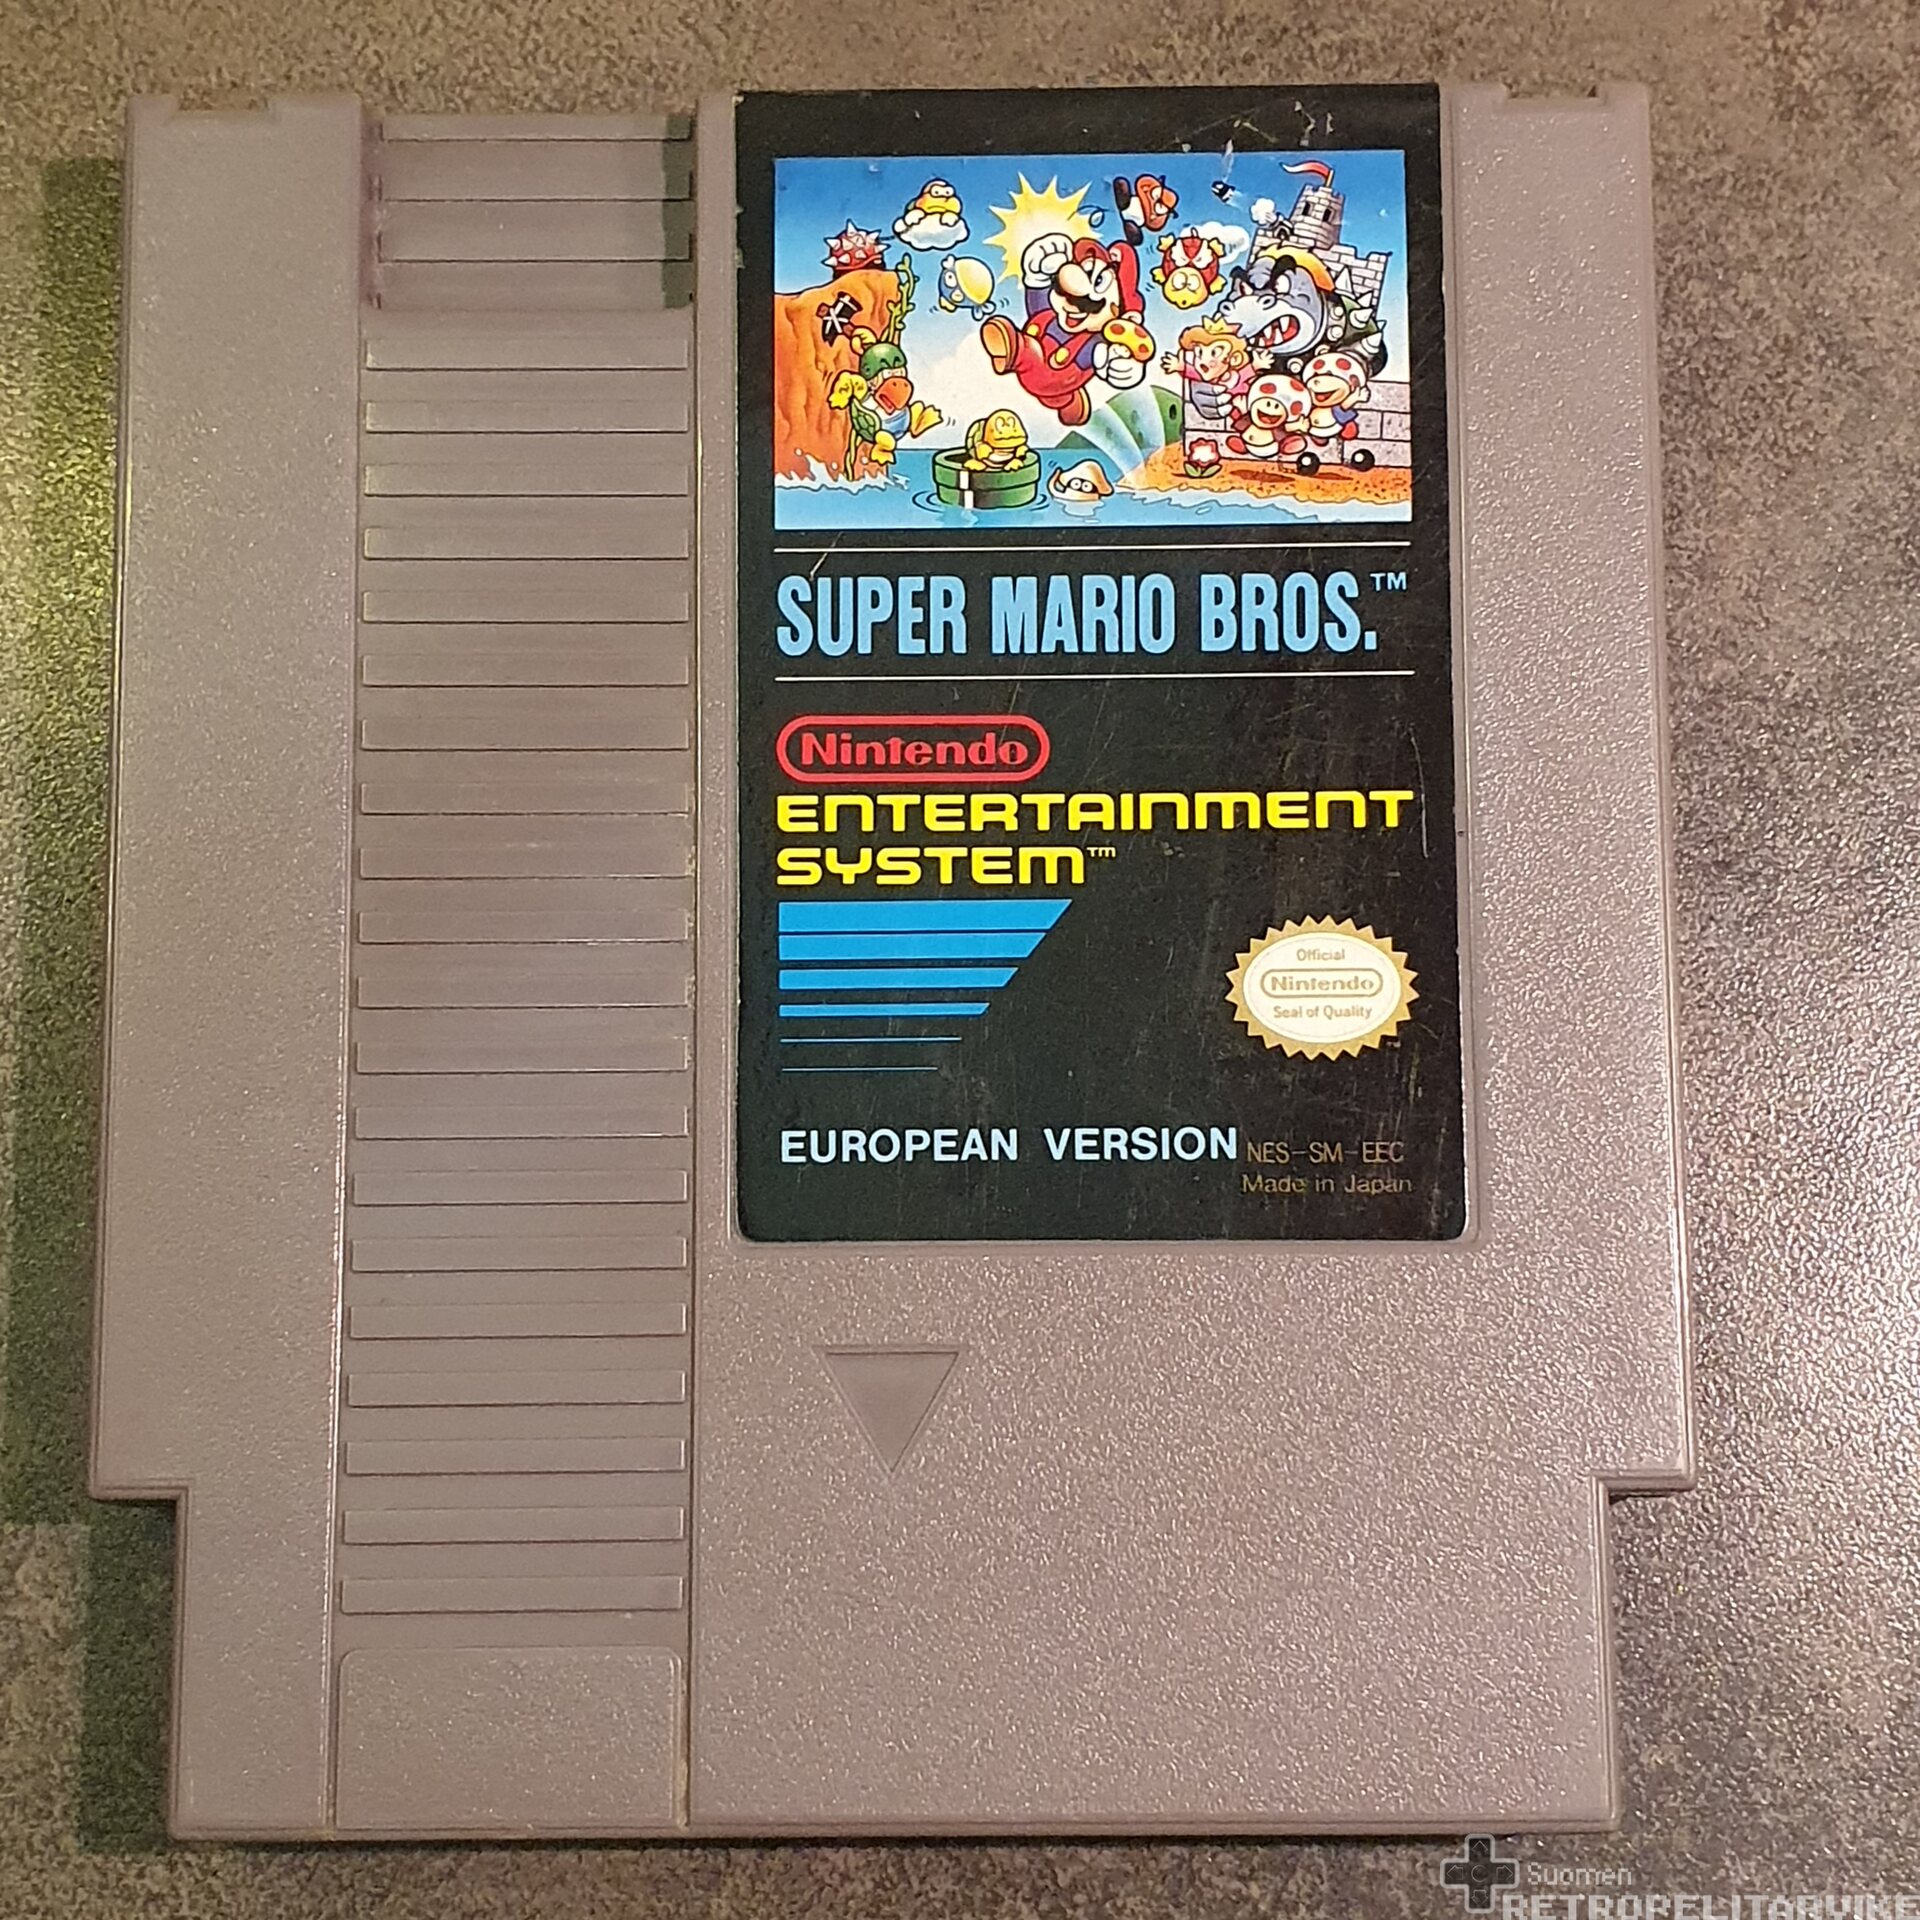 SUPER MARIO BROS.™
Nintendo
ENTERTAINMENT
SYSTEM™
Official
Nintendo
Seal of Quality
EUROPEAN VERSION NES-SM-EEC
Made in Japan
Suomen
RETROPELITARVIKE